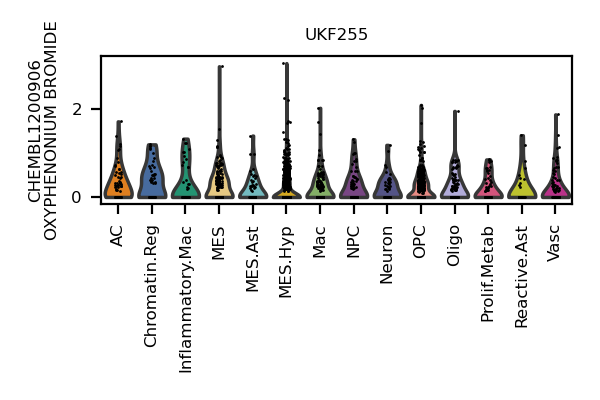 UKF255
CHEMBL1200906
OXYPHENONIUM BROMIDE
2
0
AC
Chromatin.Reg
Inflammatory.Mac
MES
MES.Ast
MES.Hyp
Mac
NPC
Neuron
OPC
Oligo
Prolif.Metab
Reactive.Ast
Vasc